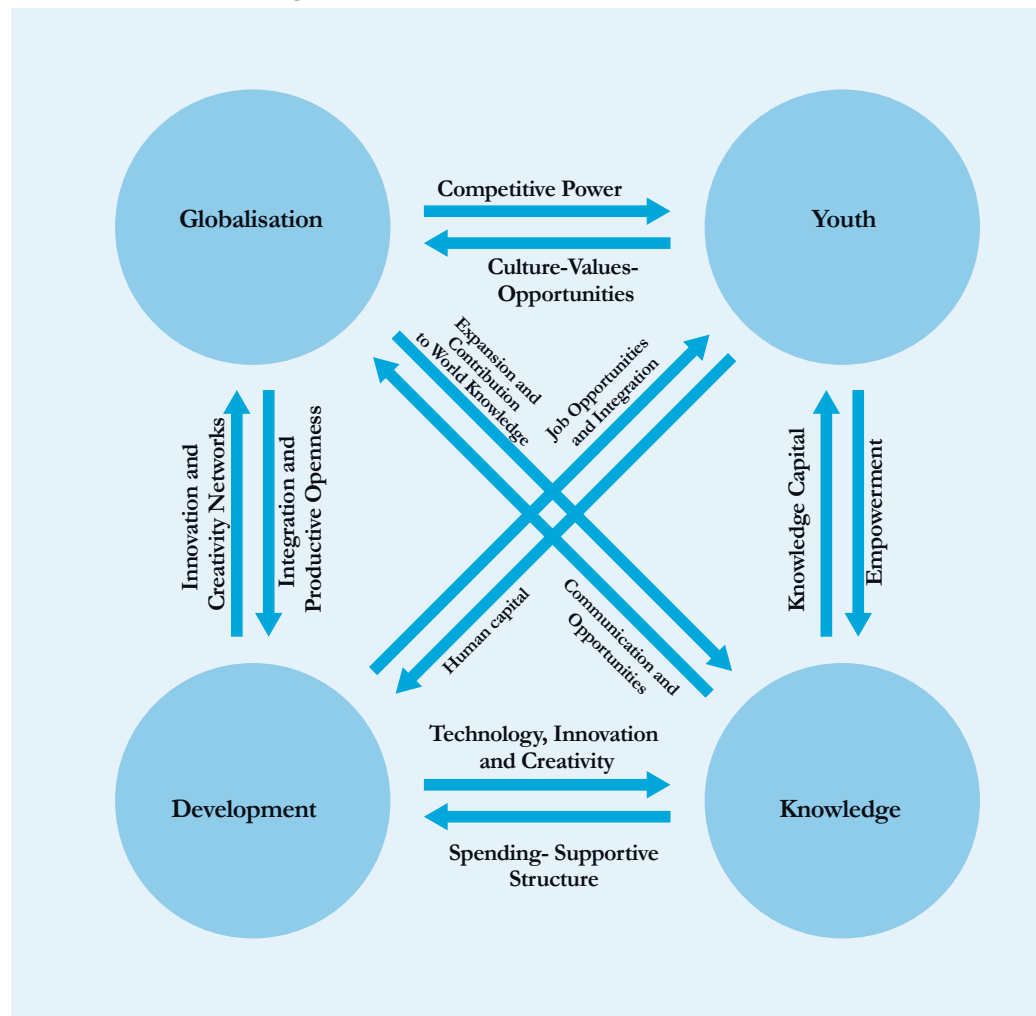 Globalisation
Youth
Competitive Power
Culture-Values-
Opportunities
Expansion and
Contribution
to World Knowledge
Job Opportunities
and Integration
Innovation and
Creativity Networks
Integration and
Productive Openness
Knowledge Capital
Empowerment
Human capital
Communication and
Opportunities
Technology, Innovation
and Creativity
Development
Knowledge
Spending- Supportive
Structure